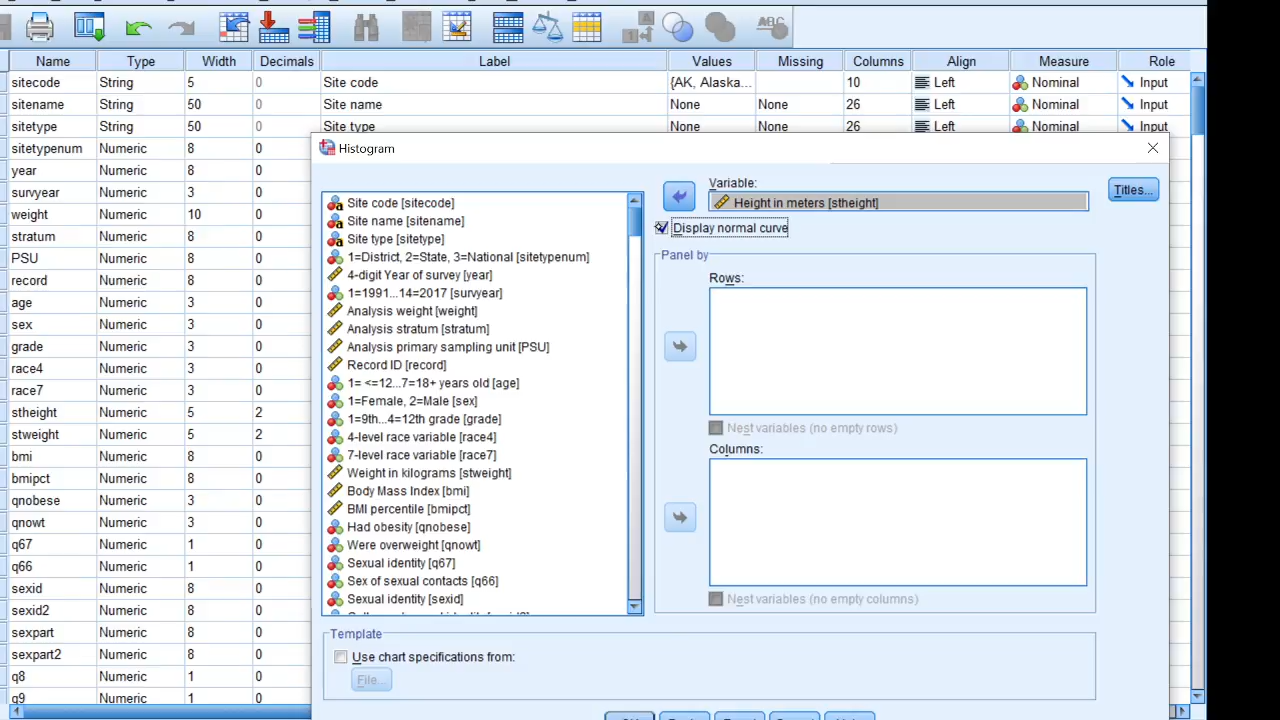 Name Type Width Decimals Label Values Missing Columns Align Measure Role
sitecode String 5 0 Site code {AK, Alaska... 10 Left Nominal Input
sitename String 50 0 Site name None None 26 Left Nominal Input
sitetype String 50 0 Site type None None 26 Left Nominal Input
sitetypenum Numeric 8 0
year Numeric 8 0
survyear Numeric 3 0
weight Numeric 10 0
stratum Numeric 8 0
PSU Numeric 8 0
record Numeric 8 0
age Numeric 3 0
sex Numeric 3 0
grade Numeric 3 0
race4 Numeric 3 0
race7 Numeric 3 0
stheight Numeric 5 2
stweight Numeric 5 2
bmi Numeric 8 0
bmipct Numeric 8 0
qnobese Numeric 3 0
qnowt Numeric 3 0
q67 Numeric 1 0
q66 Numeric 1 0
sexid Numeric 8 0
sexid2 Numeric 8 0
sexpart Numeric 8 0
sexpart2 Numeric 8 0
q8 Numeric 1 0
q9 Numeric 1 0
Histogram
Site code [sitecode]
Site name [sitename]
Site type [sitetype]
1=District, 2=State, 3=National [sitetypenum]
4-digit Year of survey [year]
1=1991...14=2017 [survyear]
Analysis weight [weight]
Analysis stratum [stratum]
Analysis primary sampling unit [PSU]
Record ID [record]
1= <=12...7=18+ years old [age]
1=Female, 2=Male [sex]
1=9th...4=12th grade [grade]
4-level race variable [race4]
7-level race variable [race7]
Weight in kilograms [stweight]
Body Mass Index [bmi]
BMI percentile [bmipct]
Had obesity [qnobese]
Were overweight [qnowt]
Sexual identity [q67]
Sex of sexual contacts [q66]
Sexual identity [sexid]
Variable:
Height in meters [stheight]
Titles...
Display normal curve
Panel by
Rows:
Nest variables (no empty rows)
Columns:
Nest variables (no empty columns)
Template
Use chart specifications from:
File...